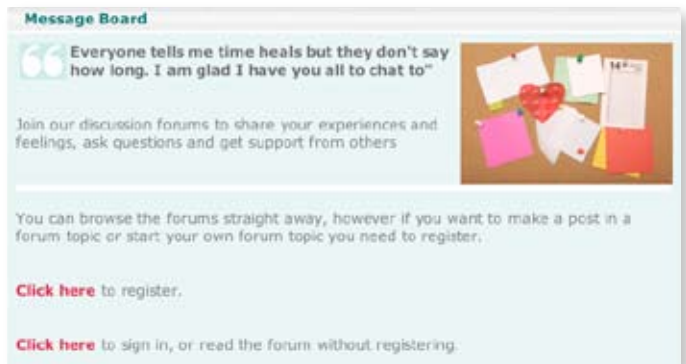 Message Board
Everyone tells me time heals but they don't say
how long. I am glad I have you all to chat to"
14
Join our discussion forums to share your experiences and
feelings, ask questions and get support from others
You can browse the forums straight away, however if you want to make a post in a
forum topic or start your own forum topic you need to register.
Click here to register.
Click here to sign in, or read the forum without registering.